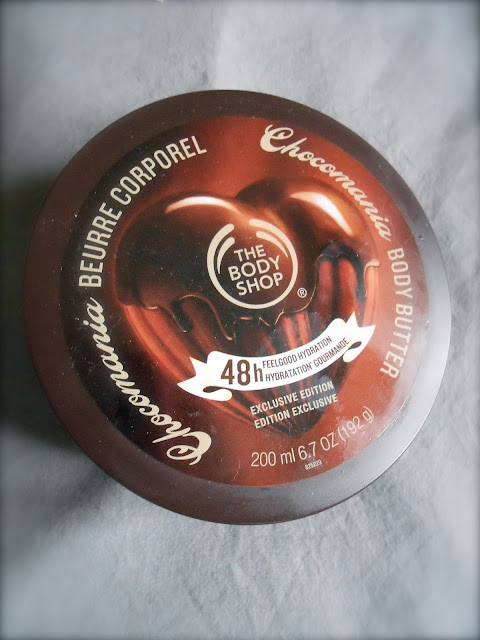 Chocomania BEURRE CORPOREL
Chocomania BODY BUTTER
THE
BODY
SHOP
®
48h FEELGOOD HYDRATION
HYDRATATION GOURMANDE
EXCLUSIVE EDITION
EDITION EXCLUSIVE
200 ml 6.7 OZ (192 g)